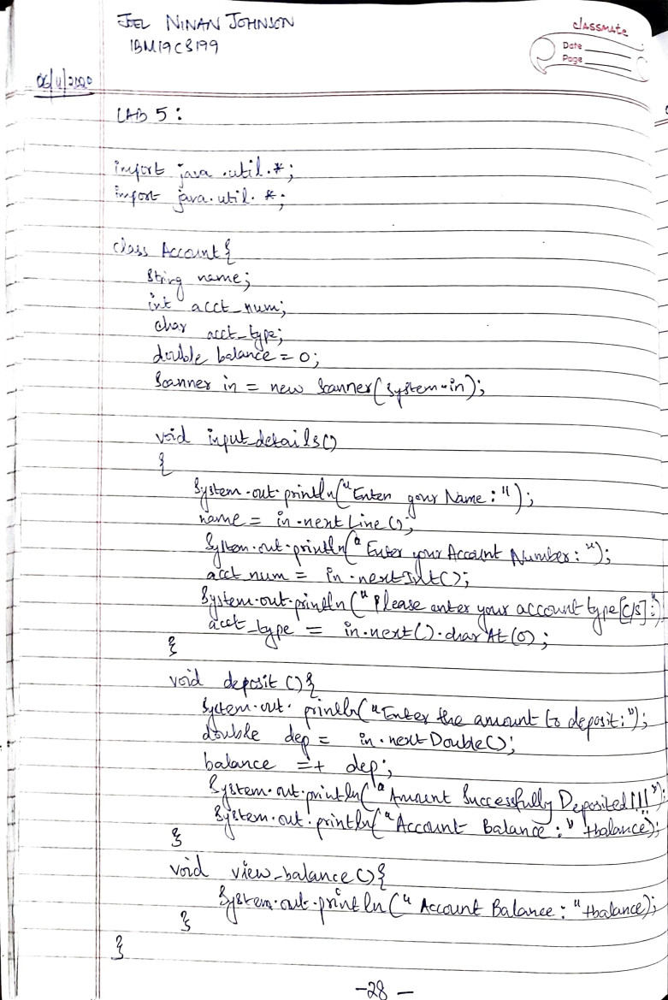 JOEL NINAN JOHNSON
1BM19CS199
classmate
Date
Page
06/11/2020
LAB 5 :
import java.util.*;
import java.util.*;
class Account{
String name;
int acct_num;
char acct_type;
double balance = 0;
Scanner in = new Scanner(System.in);
void input_details()
{
System.out.println("Enter your Name : ");
name = in.nextLine();
System.out.println("Enter your Account Number : ");
acct_num = in.nextInt();
System.out.println("Please enter your account type[C/S]:")
acct_type = in.next().charAt(0);
}
void deposit(){
System.out.println("Enter the amount to deposit:");
double dep = in.nextDouble();
balance =+ dep;
System.out.println("Amount Successfully Deposited!!!");
System.out.println("Account Balance : " +balance);
}
void view_balance(){
System.out.println("Account Balance : " +balance);
}
}
-28-